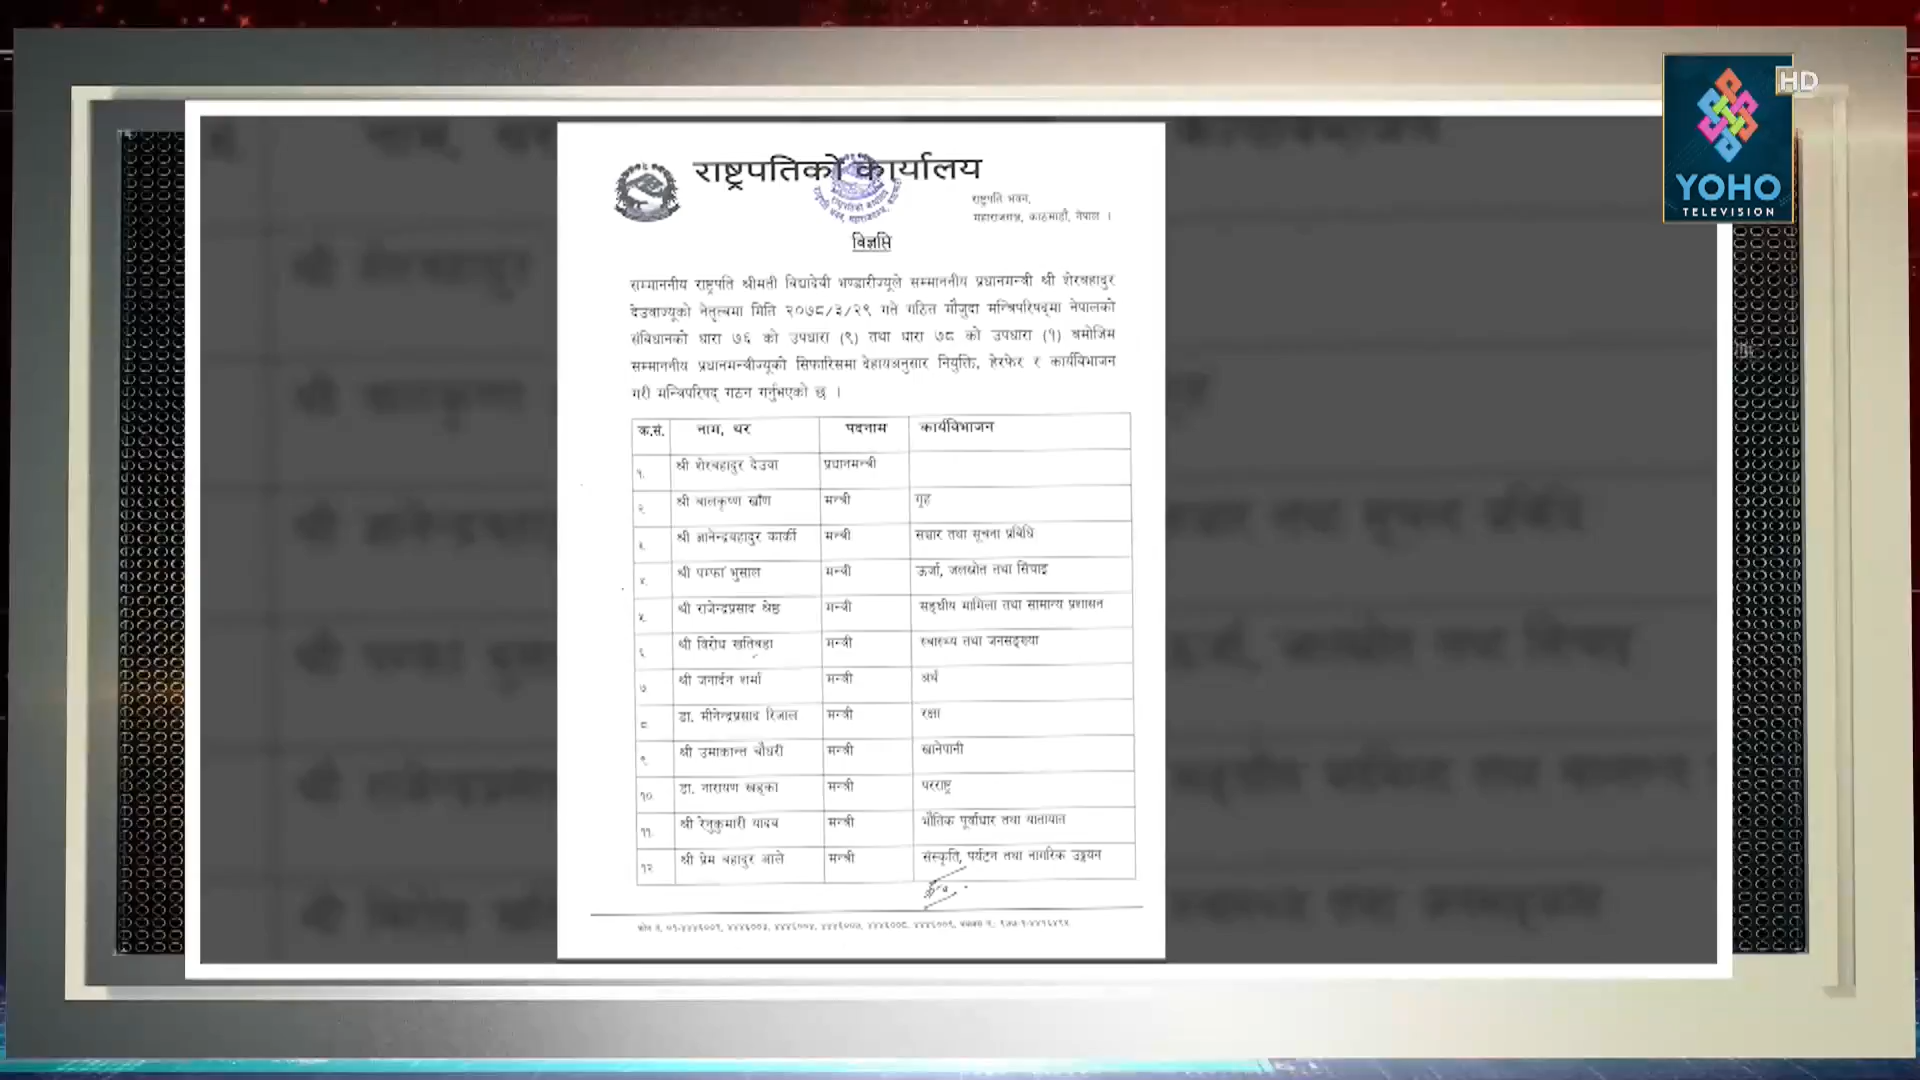 राष्ट्रपतिको कार्यालय
राष्ट्रपति भवन,
महाराजगञ्ज, काठमाडौं, नेपाल ।
विज्ञप्ति
सम्माननीय राष्ट्रपति श्रीमती विद्यादेवी भण्डारीज्यूले सम्माननीय प्रधानमन्त्री श्री शेरबहादुर
देउवाज्यूको नेतृत्वमा मिति २०७८/३/२९ गते गठित मौजुदा मन्त्रिपरिषद्मा नेपालको
संविधानको धारा ७६ को उपधारा (९) तथा धारा ७८ को उपधारा (१) बमोजिम
सम्माननीय प्रधानमन्त्रीज्यूको सिफारिसमा देहायअनुसार नियुक्ति, हेरफेर र कार्यविभाजन
गरी मन्त्रिपरिषद् गठन गर्नुभएको छ ।
क्र.सं. नाम, थर पदनाम कार्यविभाजन
१. श्री शेरबहादुर देउवा प्रधानमन्त्री
२. श्री बालकृष्ण खाँण मन्त्री गृह
३. श्री ज्ञानेन्द्रबहादुर कार्की मन्त्री सञ्चार तथा सूचना प्रविधि
४. श्री पम्फा भुसाल मन्त्री ऊर्जा, जलस्रोत तथा सिंचाइ
५. श्री राजेन्द्रप्रसाद श्रेष्ठ मन्त्री सङ्घीय मामिला तथा सामान्य प्रशासन
६. श्री विरोध खतिवडा मन्त्री स्वास्थ्य तथा जनसङ्ख्या
७ श्री जनार्दन शर्मा मन्त्री अर्थ
८ डा. मीनेन्द्रप्रसाद रिजाल मन्त्री रक्षा
९. श्री उमाकान्त चौधरी मन्त्री खानेपानी
१० डा. नारायण खड्का मन्त्री परराष्ट्र
११ श्री रेनुकुमारी यादव मन्त्री भौतिक पूर्वाधार तथा यातायात
१२ श्री प्रेम बहादुर आले मन्त्री संस्कृति, पर्यटन तथा नागरिक उड्डयन
HD
YOHO
TELEVISION